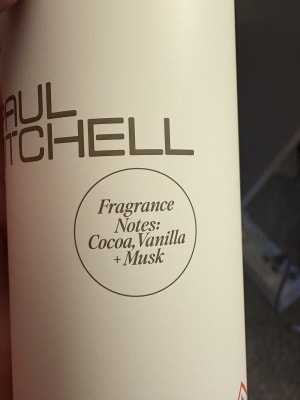 AUL
TCHELL
Fragrance
Notes:
Cocoa, Vanilla
+ Musk